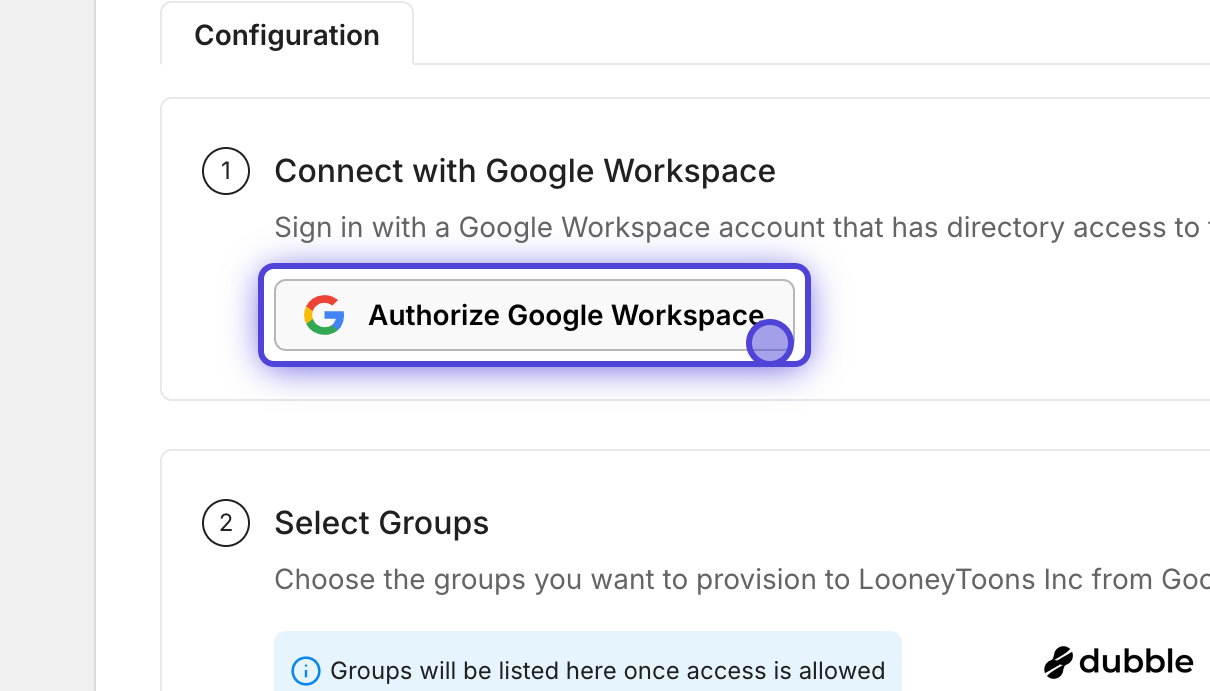 Configuration
1
Connect with Google Workspace
Sign in with a Google Workspace account that has directory access to
Authorize Google Workspace
2
Select Groups
Choose the groups you want to provision to LooneyToons Inc from Goo
Groups will be listed here once access is allowed
dubble